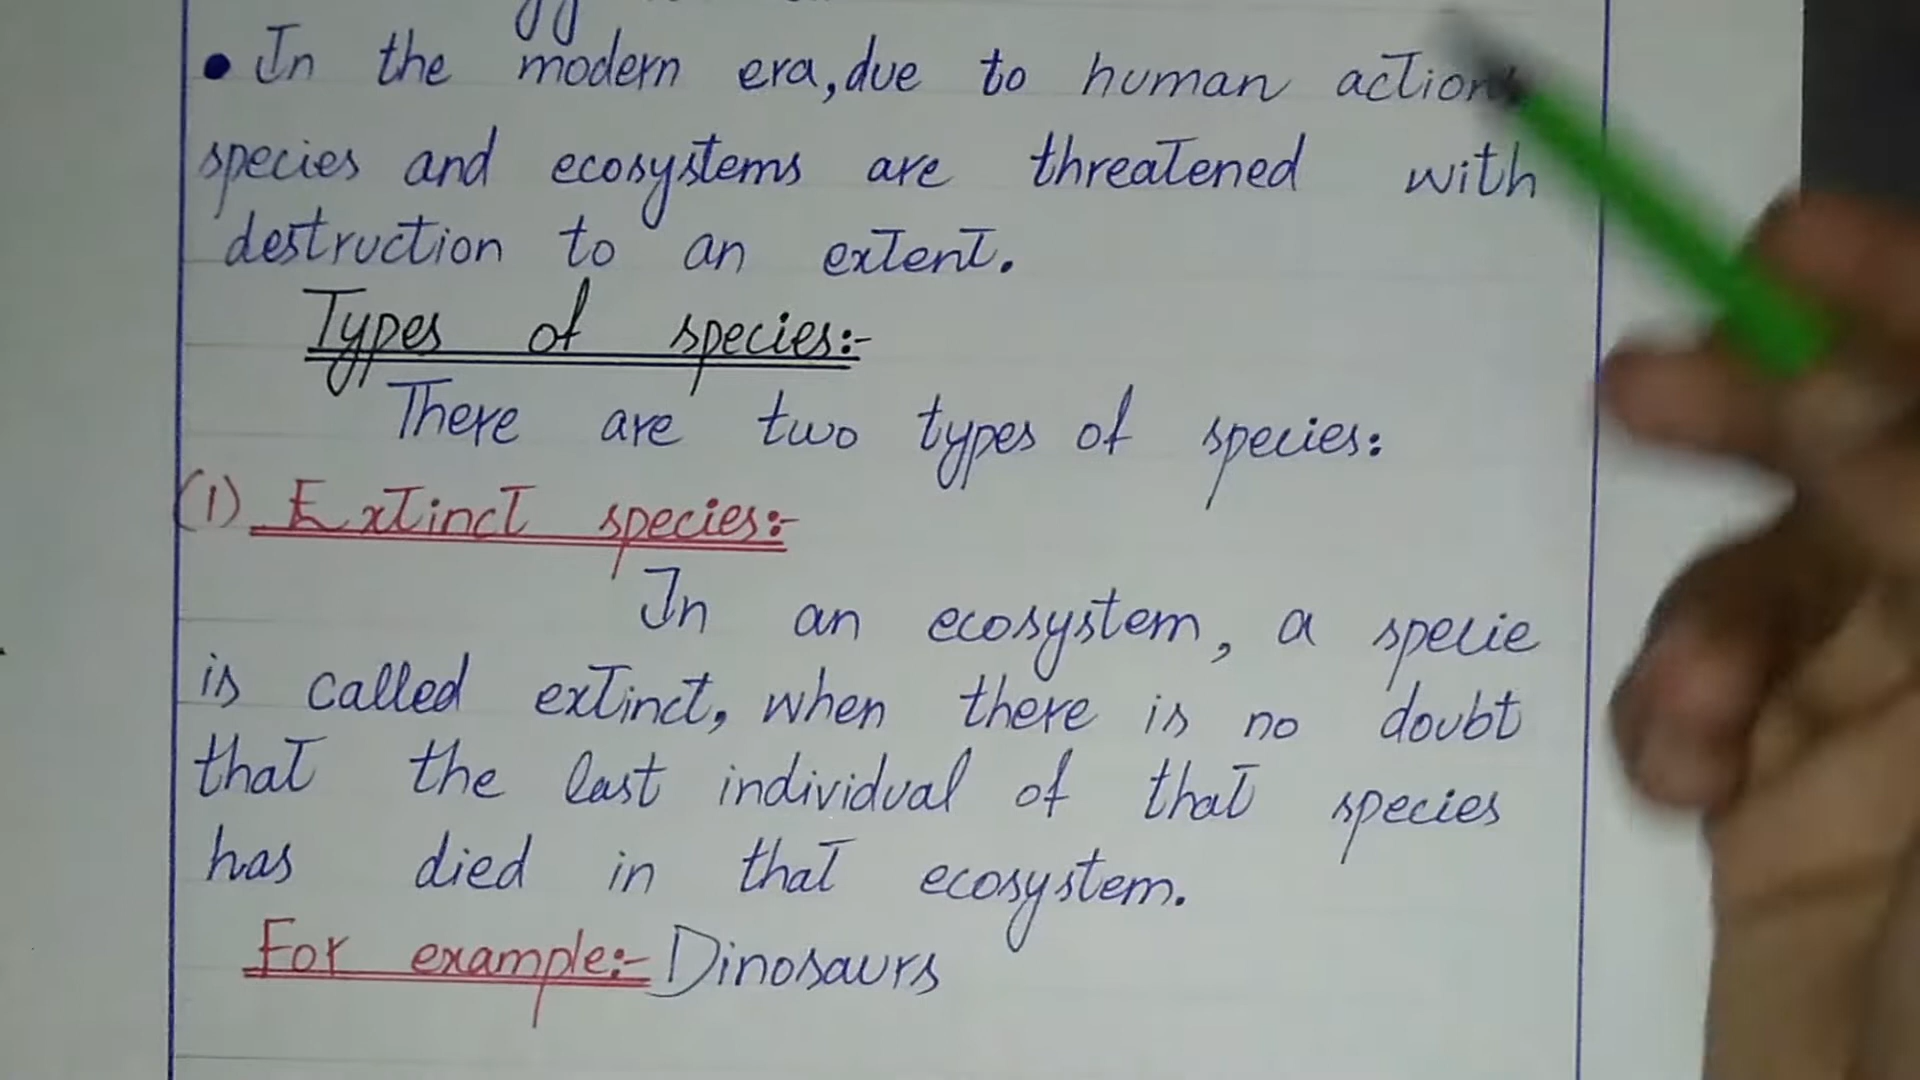 • In the modern era, due to human actions
species and ecosystems are threatened with
destruction to an extent.
Types of species:-
There are two types of species:
(1) Extinct species:-
In an ecosystem, a specie
is called extinct, when there is no doubt
that the last individual of that species
has died in that ecosystem.
For example:- Dinosaurs